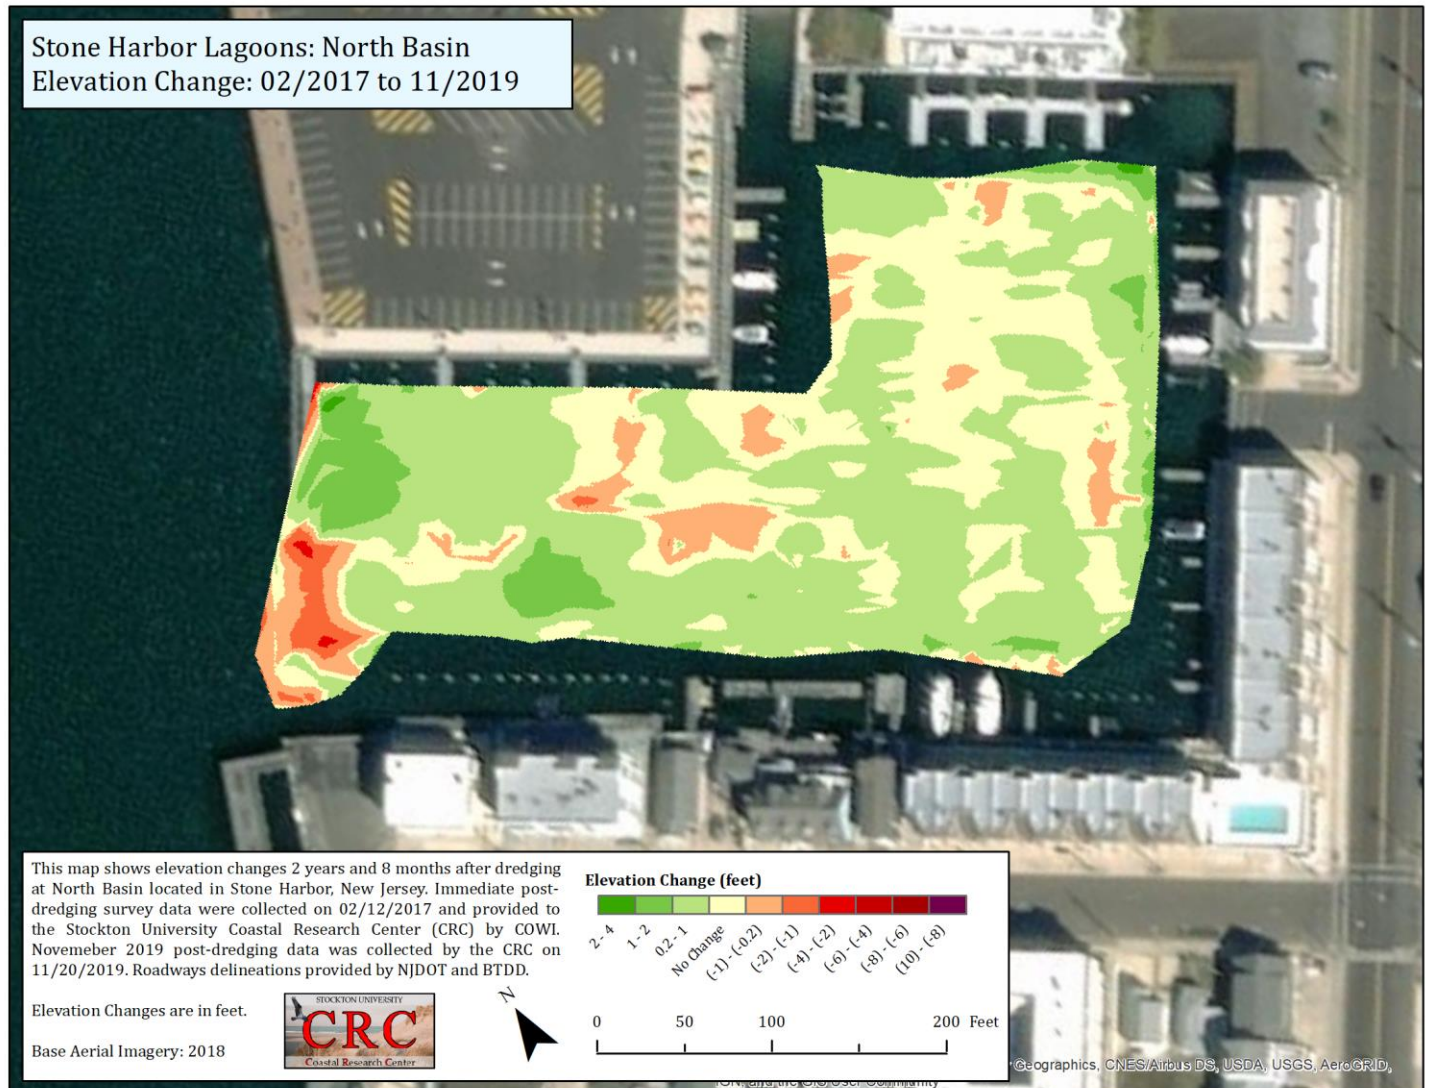 Stone Harbor Lagoons: North Basin
Elevation Change: 02/2017 to 11/2019
This map shows elevation changes 2 years and 8 months after dredging
at North Basin located in Stone Harbor, New Jersey. Immediate post-
dredging survey data were collected on 02/12/2017 and provided to
the Stockton University Coastal Research Center (CRC) by COWI.
Novemeber 2019 post-dredging data was collected by the CRC on
11/20/2019. Roadways delineations provided by NJDOT and BTDD.
Elevation Changes are in feet.
Base Aerial Imagery: 2018
STOCKTON UNIVERSITY
CRC
Coastal Research Center
Elevation Change (feet)
2 - 4
1 - 2
0.2 - 1
No Change
(-1) - (-0.2)
(-2) - (-1)
(-4) - (-2)
(-6) - (-4)
(-8) - (-6)
(10) - (-8)
N
0 50 100 200 Feet
Geographics, CNES/Airbus DS, USDA, USGS, AeroGRID,
IGN, and the GIS User Community